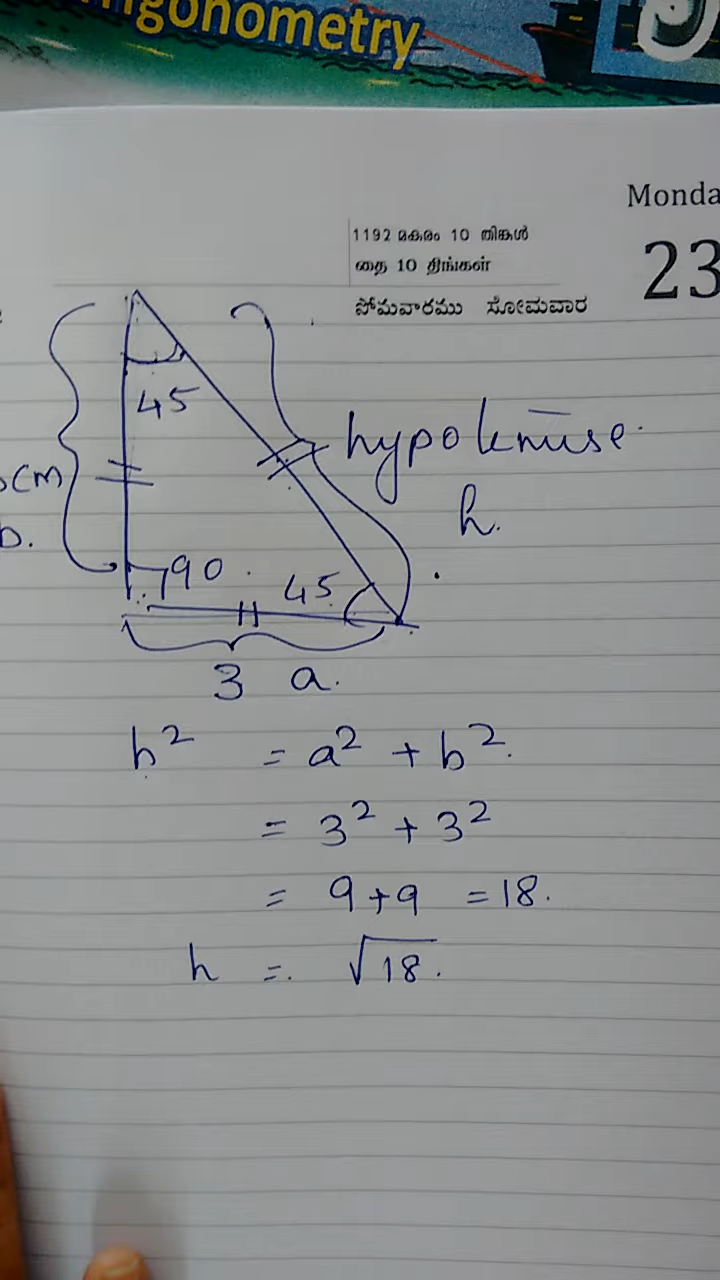 gonometry
Monda
1192 മകരം 10 തിങ്കൾ
23
தை 10 திங்கள்
సోమవారము ಸೋಮವಾರ
45
hypotenuse
cm
h.
b.
90
45
3 a.
h² = a² + b².
= 3² + 3²
= 9+9 = 18.
h = √18.